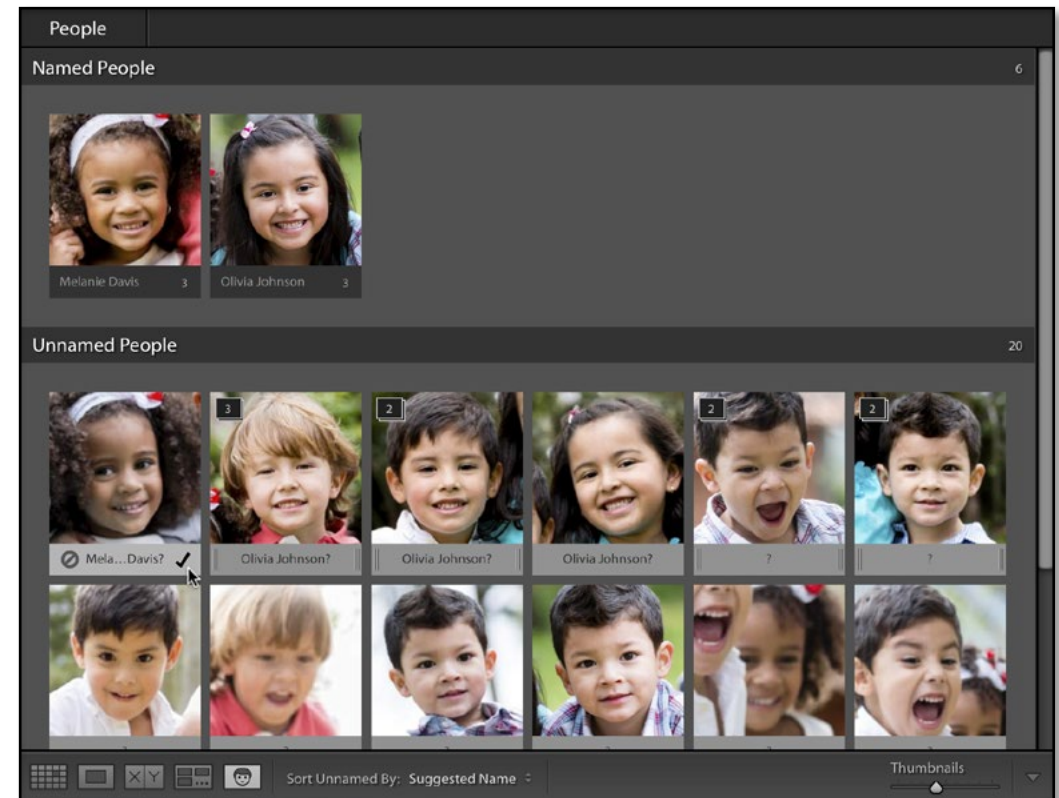 People
Named People 6
Melanie Davis 3 Olivia Johnson 3
Unnamed People 20
3 2 2 2
Mela...Davis? Olivia Johnson? Olivia Johnson? Olivia Johnson? ? ?
X Y Sort Unnamed By: Suggested Name Thumbnails